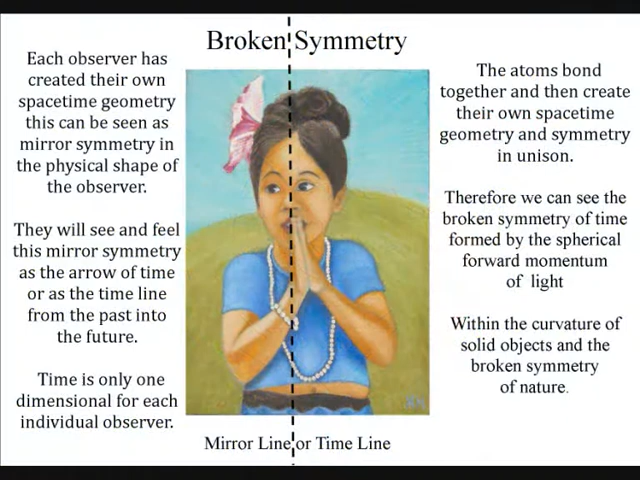 Broken Symmetry
Each observer has
created their own
spacetime geometry
this can be seen as
mirror symmetry in
the physical shape of
the observer.
They will see and feel
this mirror symmetry
as the arrow of time
or as the time line
from the past into
the future.
Time is only one
dimensional for each
individual observer.
The atoms bond
together and then create
their own spacetime
geometry and symmetry
in unison.
Therefore we can see the
broken symmetry of time
formed by the spherical
forward momentum
of light
Within the curvature of
solid objects and the
broken symmetry
of nature.
Mirror Line or Time Line